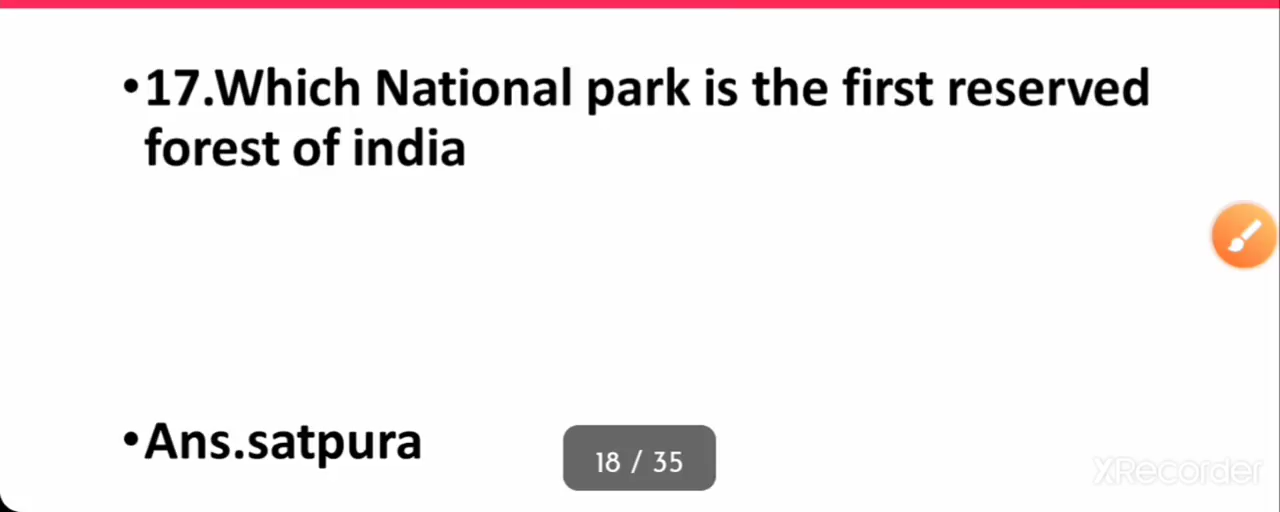 •17.Which National park is the first reserved
forest of india
•Ans.satpura
18 / 35
XRecorder